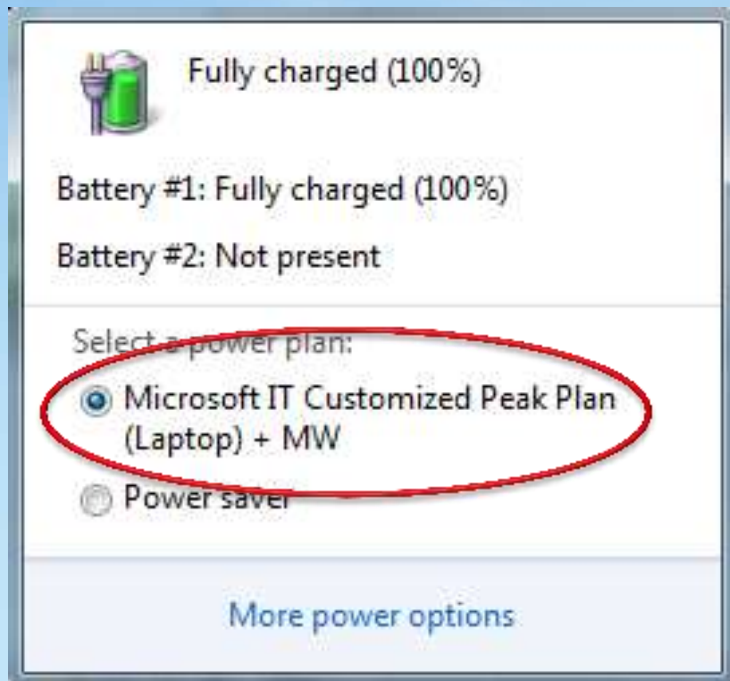 Fully charged (100%)
Battery #1: Fully charged (100%)
Battery #2: Not present
Select a power plan:
Microsoft IT Customized Peak Plan
(Laptop) + MW
Power saver
More power options